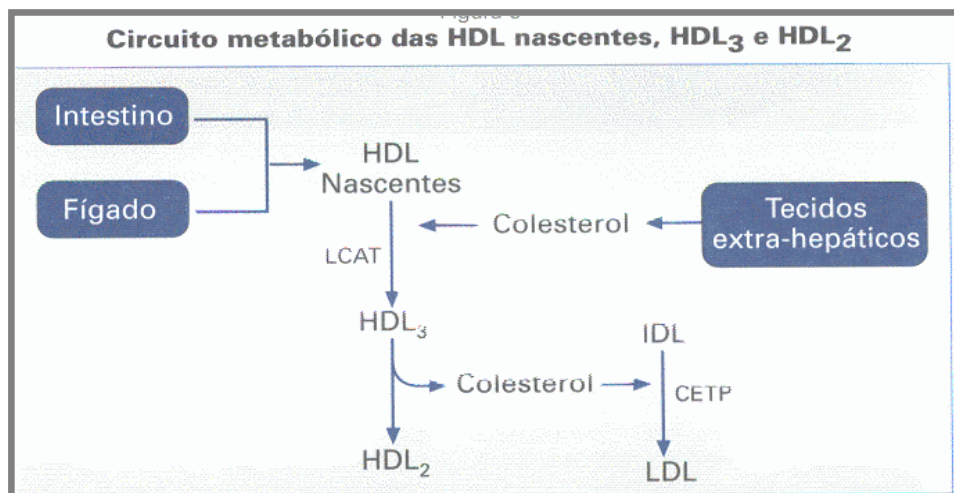 Circuito metabólico das HDL nascentes, HDL₃ e HDL₂
Intestino
Fígado
HDL
Nascentes
Colesterol
Tecidos
extra-hepáticos
LCAT
HDL₃
IDL
Colesterol
CETP
HDL₂
LDL